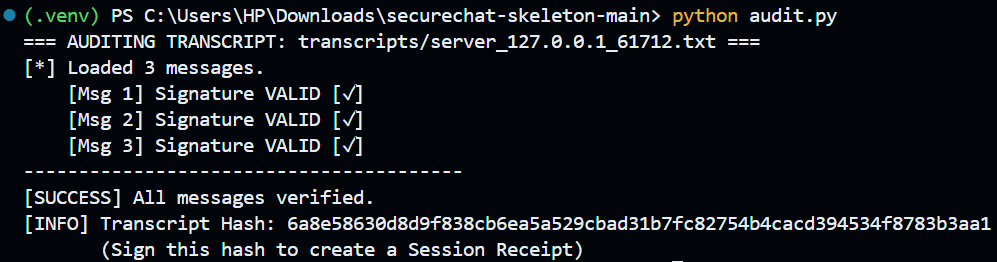 (.venv) PS C:\Users\HP\Downloads\securechat-skeleton-main> python audit.py
=== AUDITING TRANSCRIPT: transcripts/server_127.0.0.1_61712.txt ===
[*] Loaded 3 messages.
[Msg 1] Signature VALID [✓]
[Msg 2] Signature VALID [✓]
[Msg 3] Signature VALID [✓]
----------------------------------------
[SUCCESS] All messages verified.
[INFO] Transcript Hash: 6a8e58630d8d9f838cb6ea5a529cbad31b7fc82754b4cacd394534f8783b3aa1
(Sign this hash to create a Session Receipt)